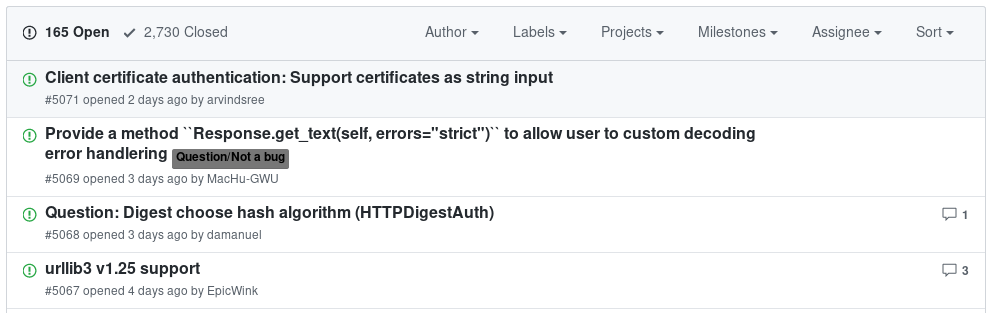 165 Open 2,730 Closed Author Labels Projects Milestones Assignee Sort
Client certificate authentication: Support certificates as string input
#5071 opened 2 days ago by arvindsree
Provide a method ``Response.get_text(self, errors="strict")`` to allow user to custom decoding
error handlering Question/Not a bug
#5069 opened 3 days ago by MacHu-GWU
Question: Digest choose hash algorithm (HTTPDigestAuth) 1
#5068 opened 3 days ago by damanuel
urllib3 v1.25 support 3
#5067 opened 4 days ago by EpicWink